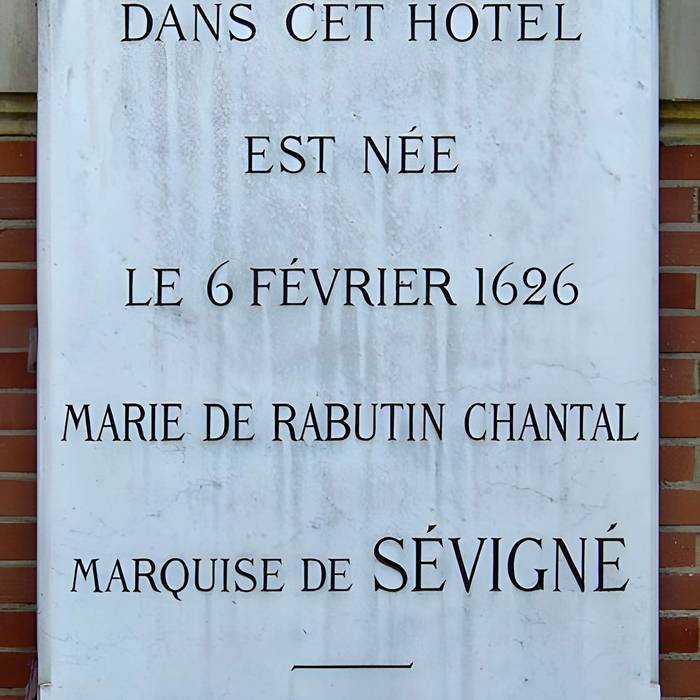 DANS CET HOTEL
EST NÉE
LE 6 FÉVRIER 1626
MARIE DE RABUTIN CHANTAL
MARQUISE DE SÉVIGNÉ